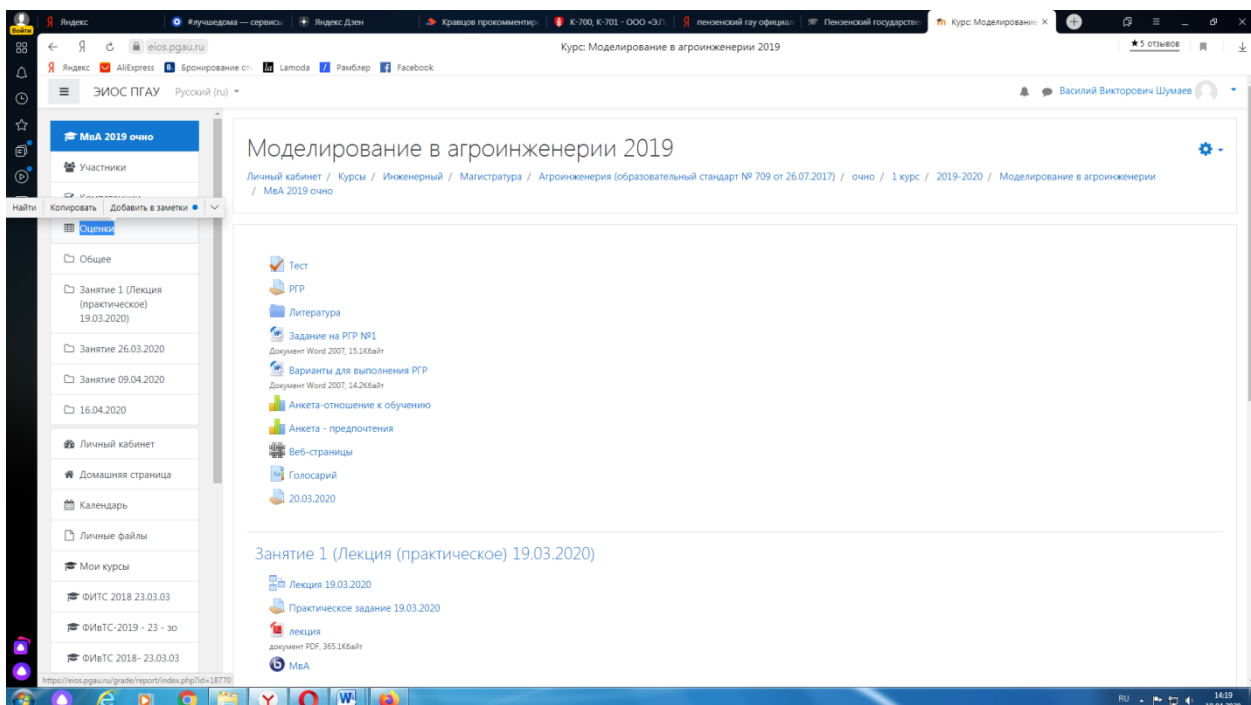 Яндекс
#лучшедома — сервисы
Яндекс Дзен
Кравцов прокомментир
К-700, К-701 - ООО «ЭЛ
пензенский гау официал
Пензенский государстве
Курс: Моделирование
Войти
eios.pgau.ru
Курс: Моделирование в агроинженерии 2019
★5 отзывов
Яндекс
AliExpress
Бронирование от
Lamoda
Рамблер
Facebook
ЭИОС ПГАУ
Русский (ru)
Василий Викторович Шумаев
МвА 2019 очно
Участники
Найти
Копировать
Добавить в заметки
Оценки
Общее
Занятие 1 (Лекция
(практическое)
19.03.2020)
Занятие 26.03.2020
Занятие 09.04.2020
16.04.2020
Личный кабинет
Домашняя страница
Календарь
Личные файлы
Мои курсы
ФИТС 2018 23.03.03
ФИвТС-2019 - 23 - зо
ФИвТС 2018- 23.03.03
https://eios.pgau.ru/grade/report/index.php?id=18770
Моделирование в агроинженерии 2019
Личный кабинет / Курсы / Инженерный / Магистратура / Агроинженерия (образовательный стандарт № 709 от 26.07.2017) / очно / 1 курс / 2019-2020 / Моделирование в агроинженерии
/ МвА 2019 очно
Тест
РГР
Литература
Задание на РГР №1
Документ Word 2007, 15.1Кбайт
Варианты для выполнения РГР
Документ Word 2007, 14.2Кбайт
Анкета-отношение к обучению
Анкета - предпочтения
Веб-страницы
Голосарий
20.03.2020
Занятие 1 (Лекция (практическое) 19.03.2020)
Лекция 19.03.2020
Практическое задание 19.03.2020
лекция
документ PDF, 365.1Кбайт
МвА
RU
14:19